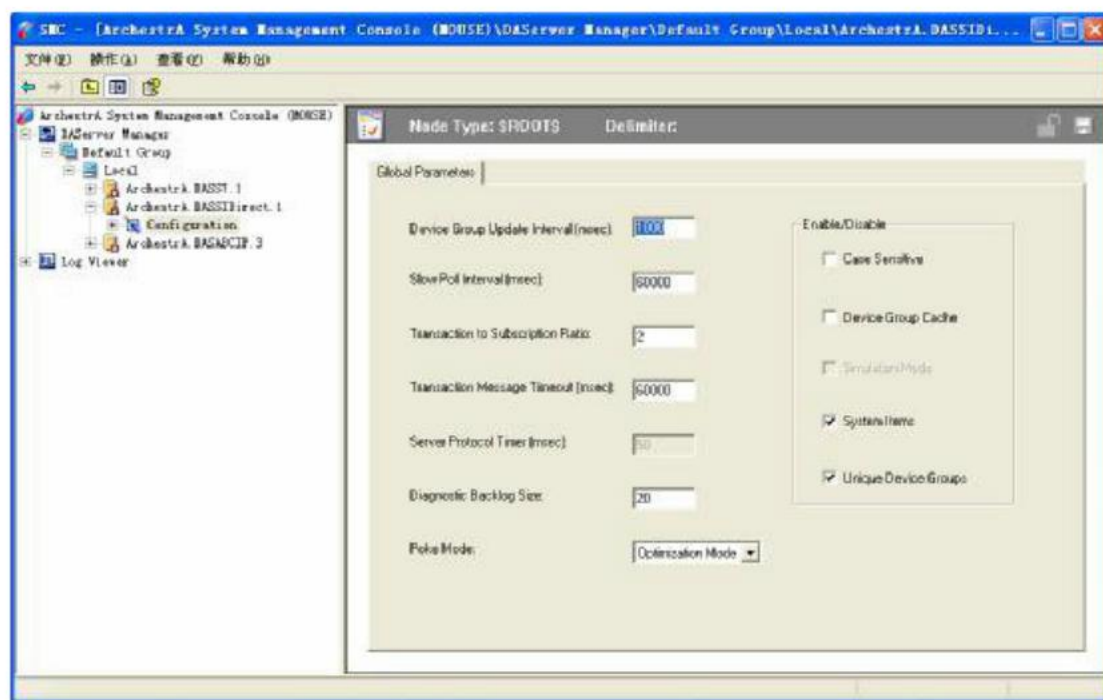 SMC - [ArchestrA System Management Console (MOUSE)\DAServer Manager\Default Group\Local\ArchestrA.DASSIDi...
文件(F) 操作(A) 查看(V) 帮助(H)
ArchestrA System Management Console (MOUSE)
DAServer Manager
Default Group
Local
ArchestrA.DASST.1
ArchestrA.DASSIDirect.1
Configuration
ArchestrA.DASABCIP.3
Log Viewer
Node Type: $ROOT$ Delimiter:
Global Parameters
Device Group Update Interval (msec): 1000
Slow Poll Interval (msec): 60000
Transaction to Subscription Ratio: 2
Transaction Message Timeout (msec): 60000
Server Protocol Timer (msec): 50
Diagnostic Backlog Size: 20
Poke Mode: Optimization Mode
Enable/Disable
Case Sensitive
Device Group Cache
Simulation Mode
System Items
Unique Device Groups